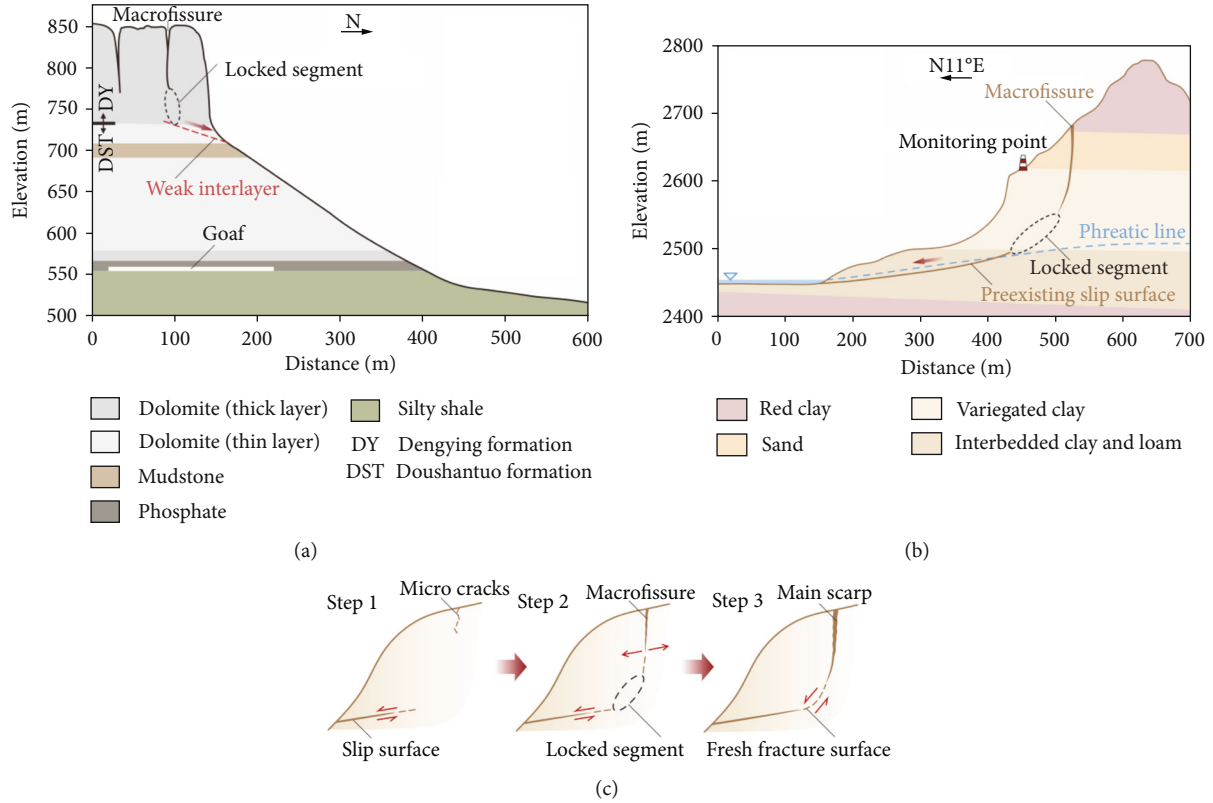 Macrofissure
N
Locked segment
DY
DST
Weak interlayer
Goaf
850
800
750
700
650
600
550
500
Elevation (m)
0 100 200 300 400 500 600
Distance (m)
Dolomite (thick layer)
Dolomite (thin layer)
Mudstone
Phosphate
Silty shale
DY Dengying formation
DST Doushantuo formation
(a)
N11°E
Macrofissure
Monitoring point
Phreatic line
Locked segment
Preexisting slip surface
2800
2700
2600
2500
2400
Elevation (m)
0 100 200 300 400 500 600 700
Distance (m)
Red clay
Sand
Variegated clay
Interbedded clay and loam
(b)
Step 1
Micro cracks
Slip surface
Step 2
Macrofissure
Locked segment
Step 3
Main scarp
Fresh fracture surface
(c)